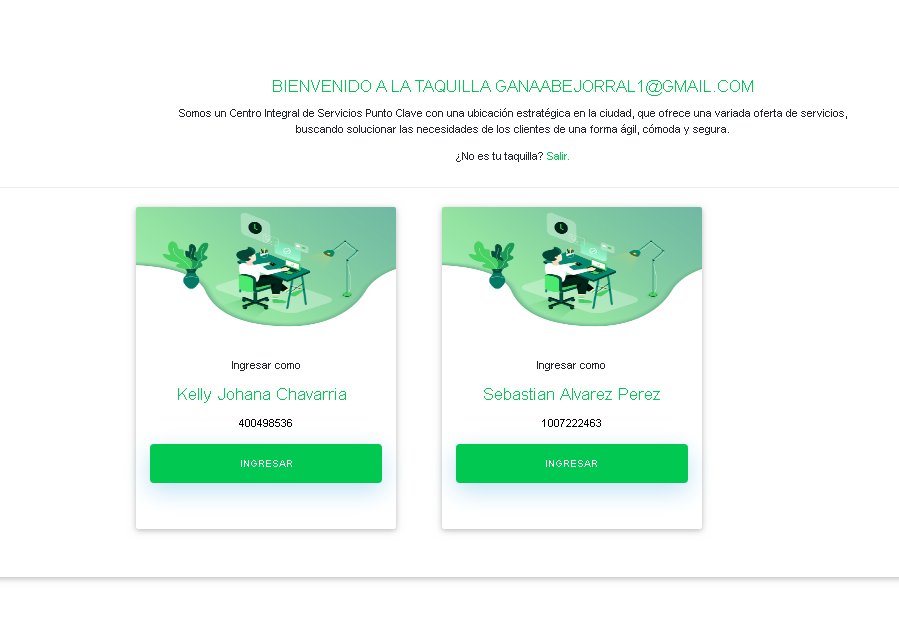 BIENVENIDO A LA TAQUILLA GANAABEJORRAL1@GMAIL.COM
Somos un Centro Integral de Servicios Punto Clave con una ubicación estratégica en la ciudad, que ofrece una variada oferta de servicios,
buscando solucionar las necesidades de los clientes de una forma ágil, cómoda y segura.
¿No es tu taquilla? Salir.
Ingresar como
Kelly Johana Chavarria
400498536
INGRESAR
Ingresar como
Sebastian Alvarez Perez
1007222463
INGRESAR